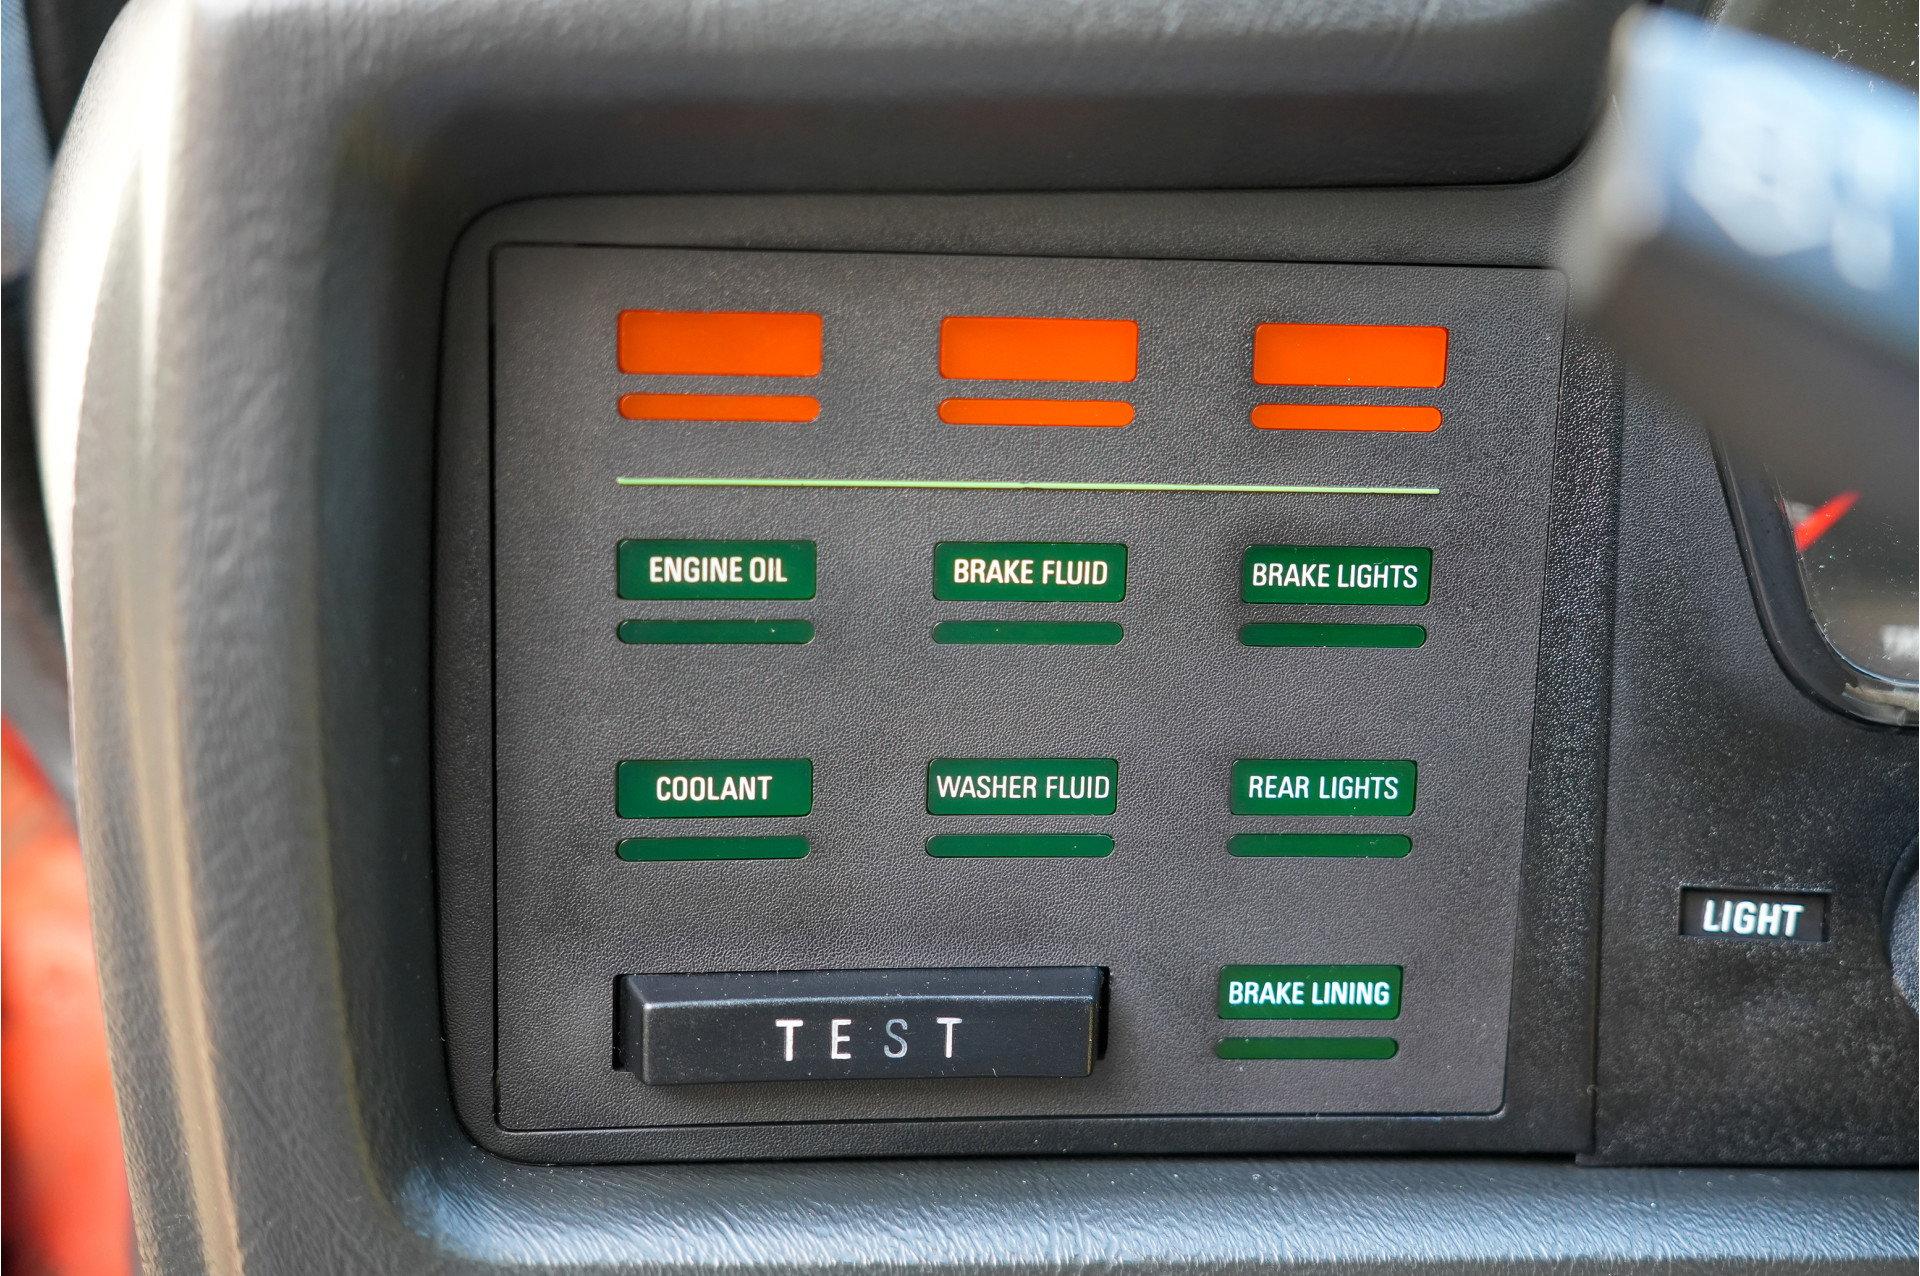 ENGINE OIL
BRAKE FLUID
BRAKE LIGHTS
COOLANT
WASHER FLUID
REAR LIGHTS
LIGHT
BRAKE LINING
TEST